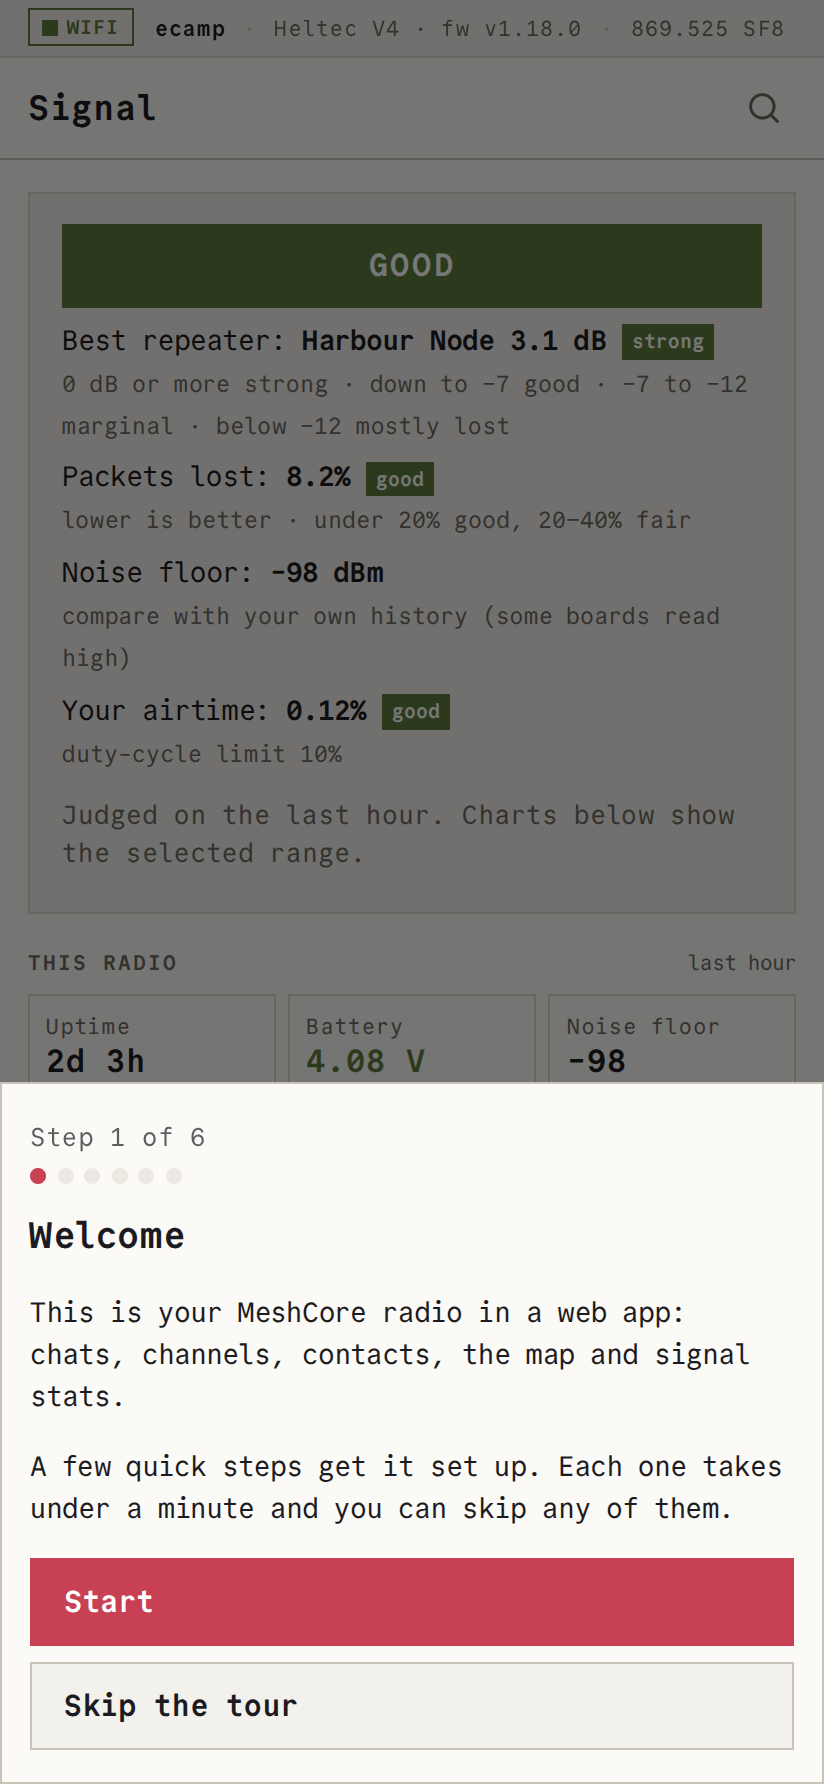 WIFI ecamp · Heltec V4 · fw v1.18.0 · 869.525 SF8
Signal
GOOD
Best repeater: Harbour Node 3.1 dB strong
0 dB or more strong · down to −7 good · −7 to −12
marginal · below −12 mostly lost
Packets lost: 8.2% good
lower is better · under 20% good, 20–40% fair
Noise floor: −98 dBm
compare with your own history (some boards read
high)
Your airtime: 0.12% good
duty-cycle limit 10%
Judged on the last hour. Charts below show
the selected range.
THIS RADIO last hour
Uptime Battery Noise floor
2d 3h 4.08 V −98
Step 1 of 6
Welcome
This is your MeshCore radio in a web app:
chats, channels, contacts, the map and signal
stats.
A few quick steps get it set up. Each one takes
under a minute and you can skip any of them.
Start
Skip the tour